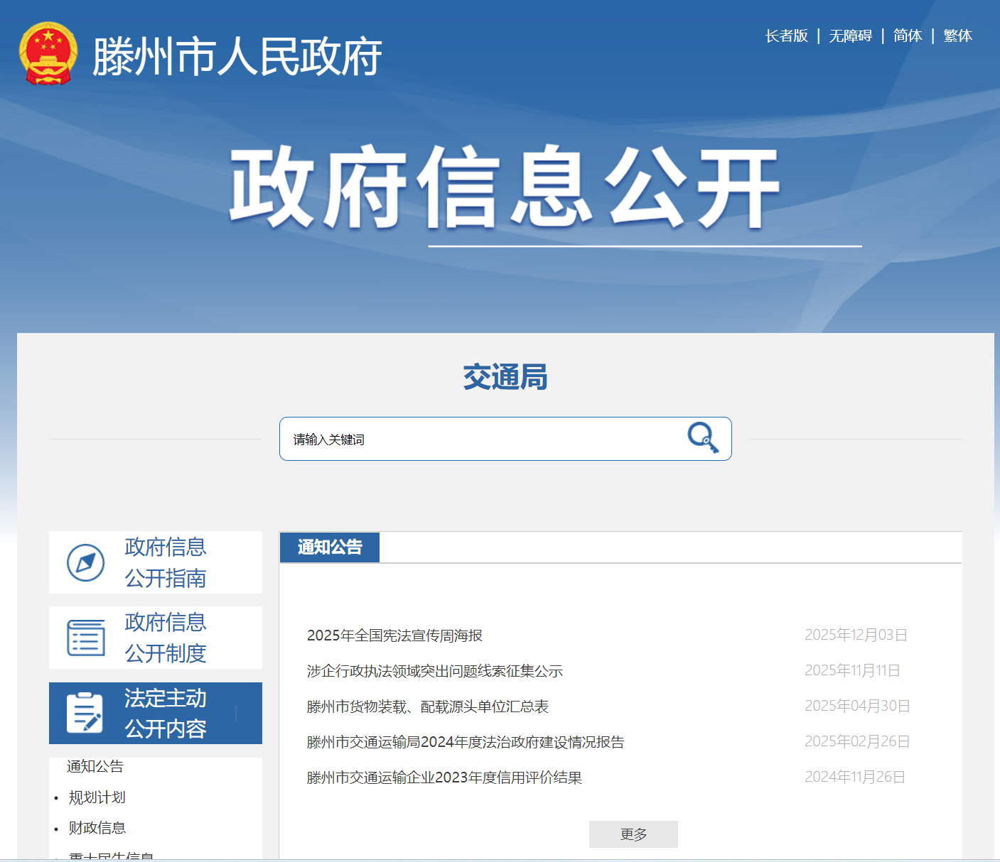 滕州市人民政府
长者版 | 无障碍 | 简体 | 繁体
政府信息公开
交通局
请输入关键词
政府信息
公开指南
政府信息
公开制度
法定主动
公开内容
通知公告
• 规划计划
• 财政信息
• 重大民生信息
通知公告
2025年全国宪法宣传周海报 2025年12月03日
涉企行政执法领域突出问题线索征集公示 2025年11月11日
滕州市货物装载、配载源头单位汇总表 2025年04月30日
滕州市交通运输局2024年度法治政府建设情况报告 2025年02月26日
滕州市交通运输企业2023年度信用评价结果 2024年11月26日
更多